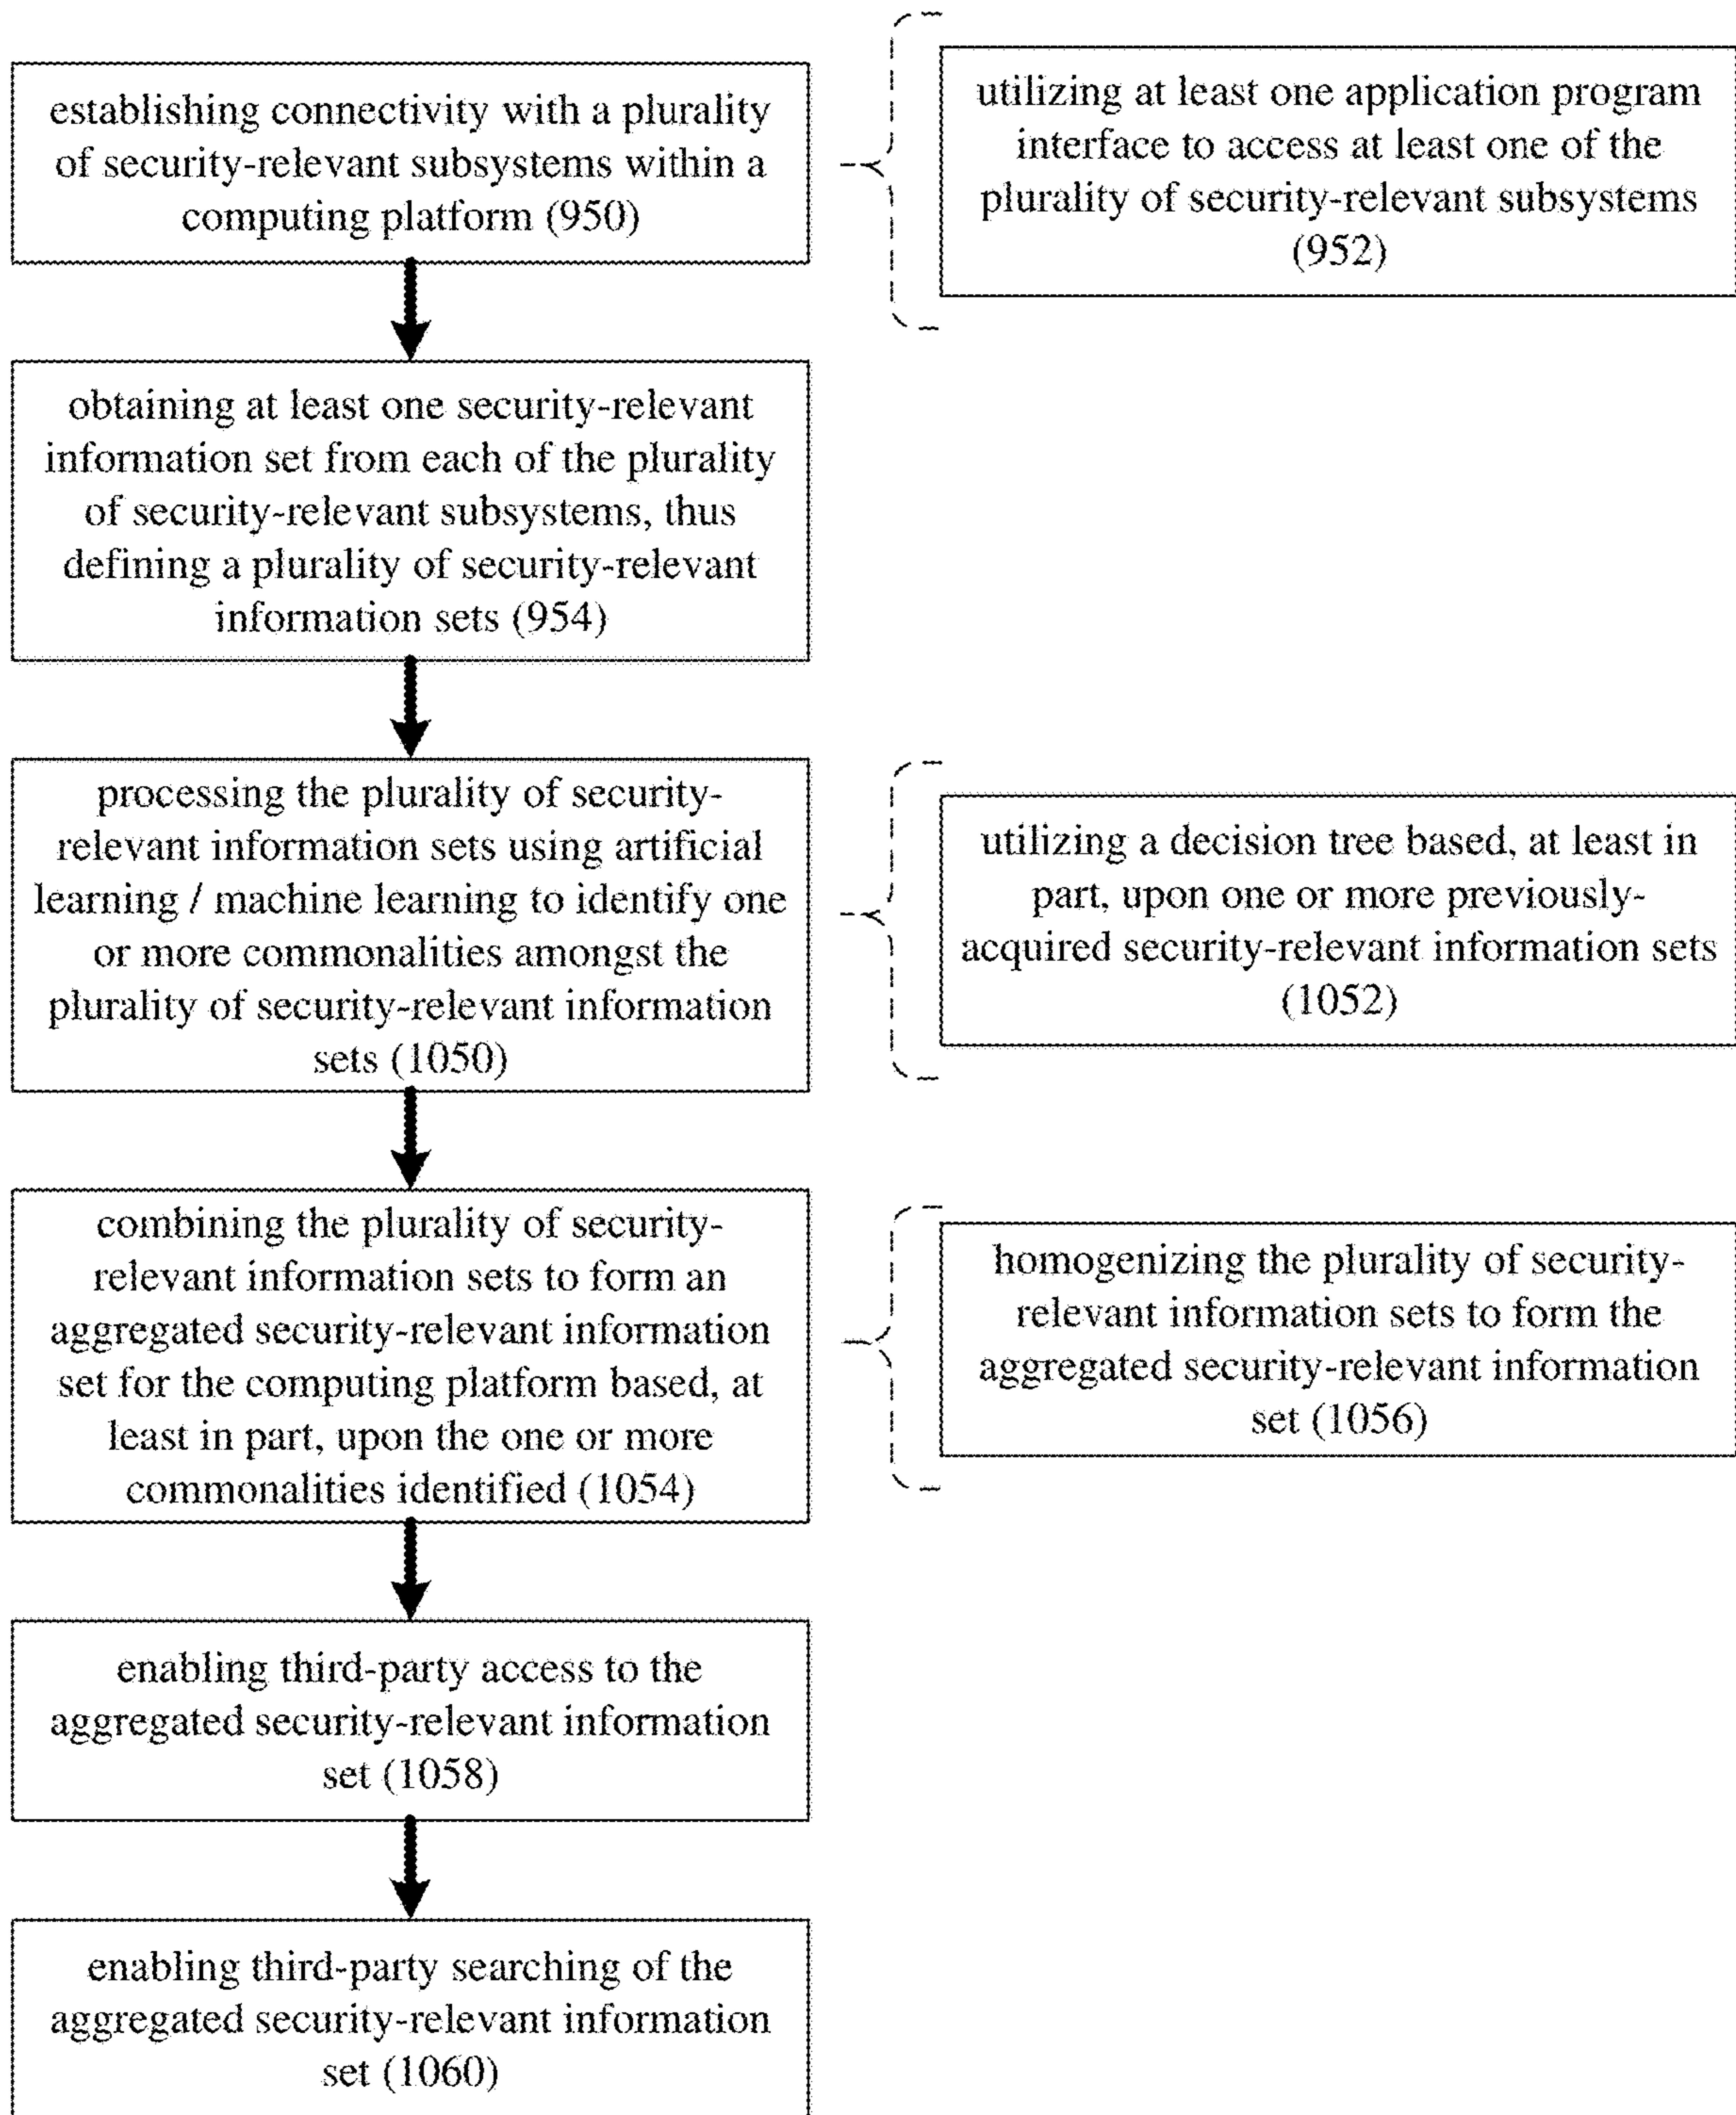 establishing connectivity with a plurality
of security-relevant subsystems within a
computing platform (950)
utilizing at least one application program
interface to access at least one of the
plurality of security-relevant subsystems
(952)
obtaining at least one security-relevant
information set from each of the plurality
of security-relevant subsystems, thus
defining a plurality of security-relevant
information sets (954)
processing the plurality of security-
relevant information sets using artificial
learning / machine learning to identify one
or more commonalities amongst the
plurality of security-relevant information
sets (1050)
utilizing a decision tree based, at least in
part, upon one or more previously-
acquired security-relevant information sets
(1052)
combining the plurality of security-
relevant information sets to form an
aggregated security-relevant information
set for the computing platform based, at
least in part, upon the one or more
commonalities identified (1054)
homogenizing the plurality of security-
relevant information sets to form the
aggregated security-relevant information
set (1056)
enabling third-party access to the
aggregated security-relevant information
set (1058)
enabling third-party searching of the
aggregated security-relevant information
set (1060)